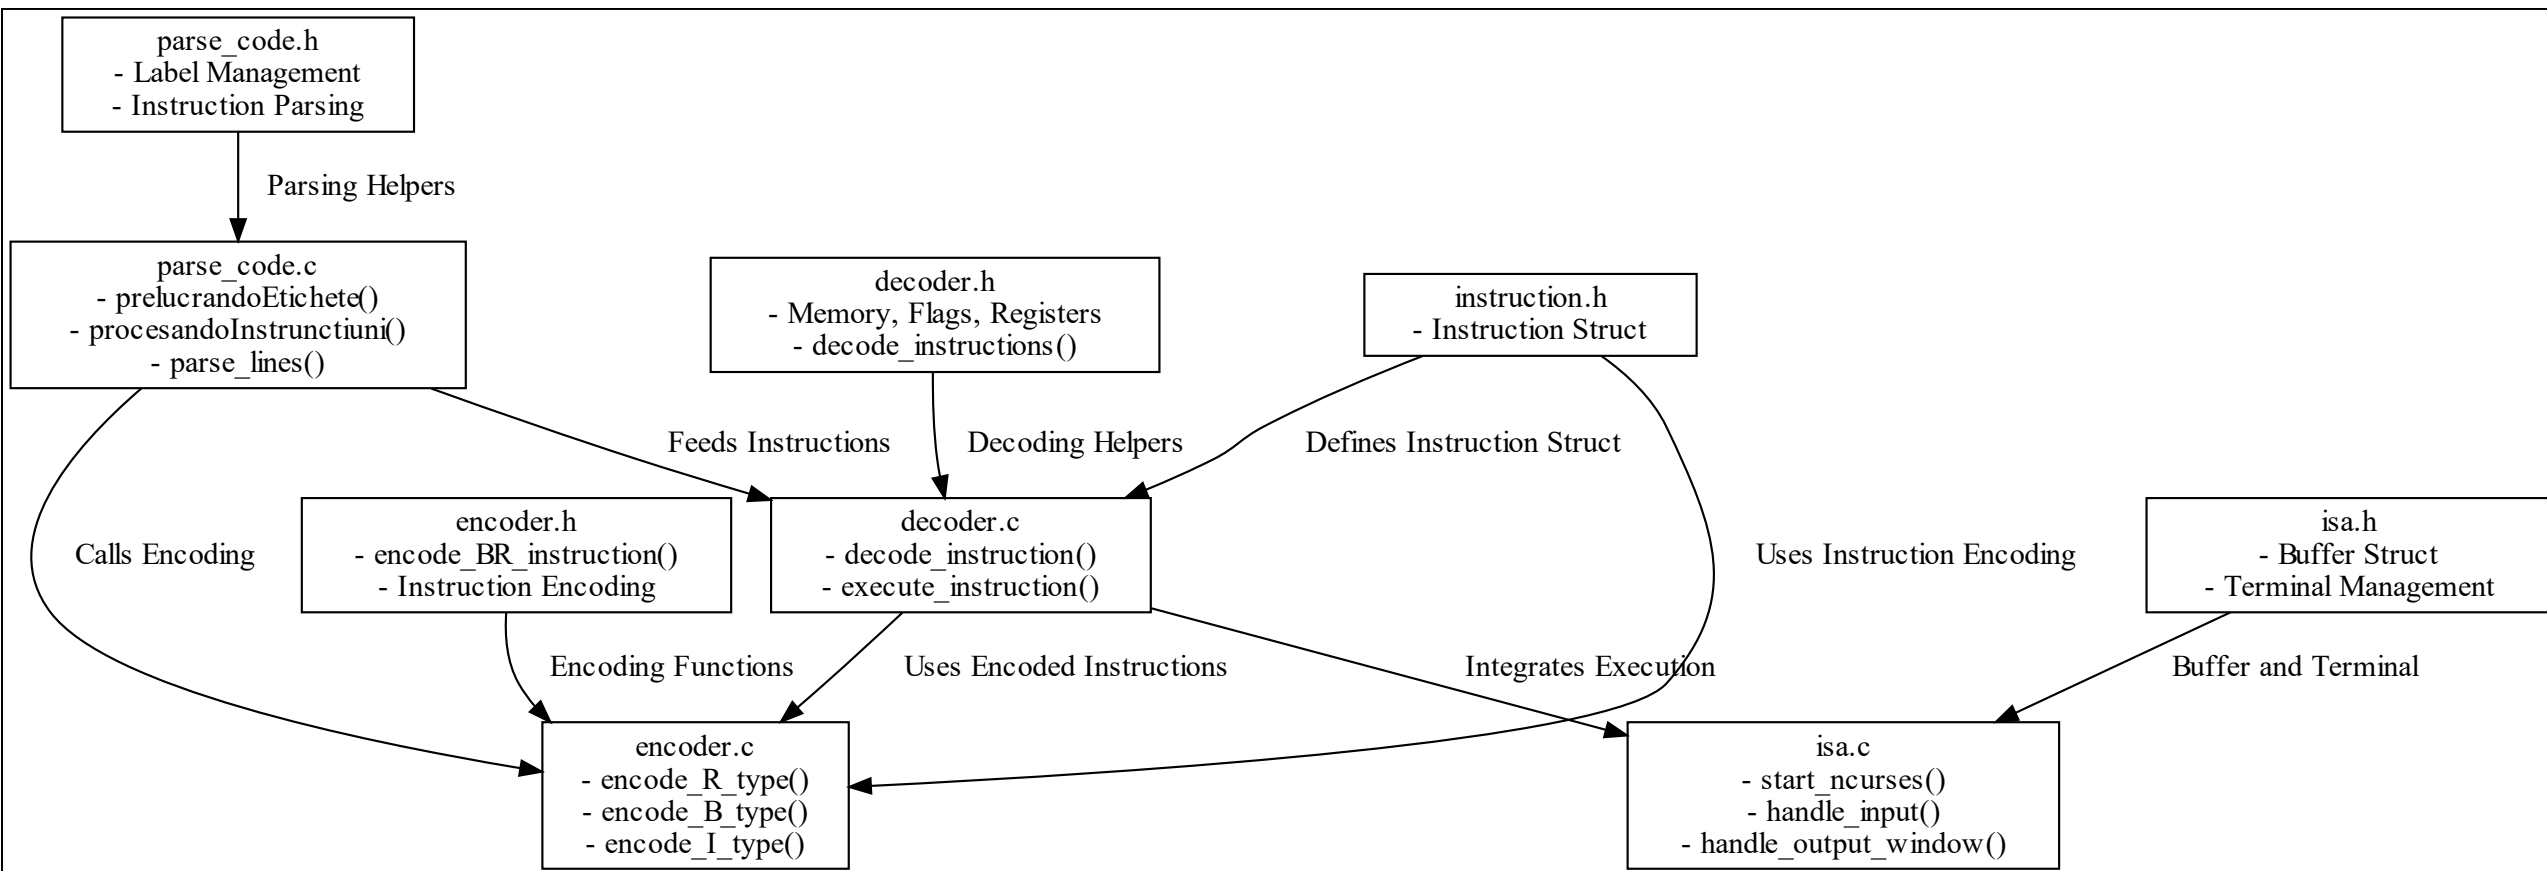 parse_code.h
- Label Management
- Instruction Parsing
Parsing Helpers
parse_code.c
- prelucrandoEtichete()
- procesandoInstrunctiuni()
- parse_lines()
decoder.h
- Memory, Flags, Registers
- decode_instructions()
instruction.h
- Instruction Struct
Feeds Instructions
Decoding Helpers
Defines Instruction Struct
Calls Encoding
encoder.h
- encode_BR_instruction()
- Instruction Encoding
decoder.c
- decode_instruction()
- execute_instruction()
Uses Instruction Encoding
isa.h
- Buffer Struct
- Terminal Management
Encoding Functions
Uses Encoded Instructions
Integrates Execution
Buffer and Terminal
encoder.c
- encode_R_type()
- encode_B_type()
- encode_I_type()
isa.c
- start_ncurses()
- handle_input()
- handle_output_window()